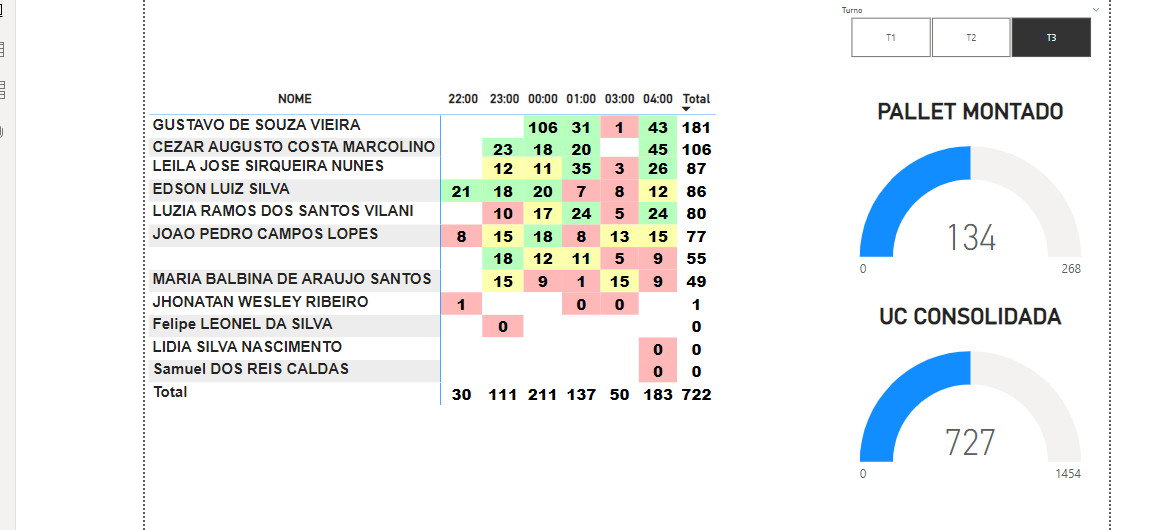 Turno
T1 T2 T3
NOME 22:00 23:00 00:00 01:00 03:00 04:00 Total
GUSTAVO DE SOUZA VIEIRA 106 31 1 43 181
CEZAR AUGUSTO COSTA MARCOLINO 23 18 20 45 106
LEILA JOSE SIRQUEIRA NUNES 12 11 35 3 26 87
EDSON LUIZ SILVA 21 18 20 7 8 12 86
LUZIA RAMOS DOS SANTOS VILANI 10 17 24 5 24 80
JOAO PEDRO CAMPOS LOPES 8 15 18 8 13 15 77
18 12 11 5 9 55
MARIA BALBINA DE ARAUJO SANTOS 15 9 1 15 9 49
JHONATAN WESLEY RIBEIRO 1 0 0 1
Felipe LEONEL DA SILVA 0 0
LIDIA SILVA NASCIMENTO 0 0
Samuel DOS REIS CALDAS 0 0
Total 30 111 211 137 50 183 722
PALLET MONTADO
134
0 268
UC CONSOLIDADA
727
0 1454